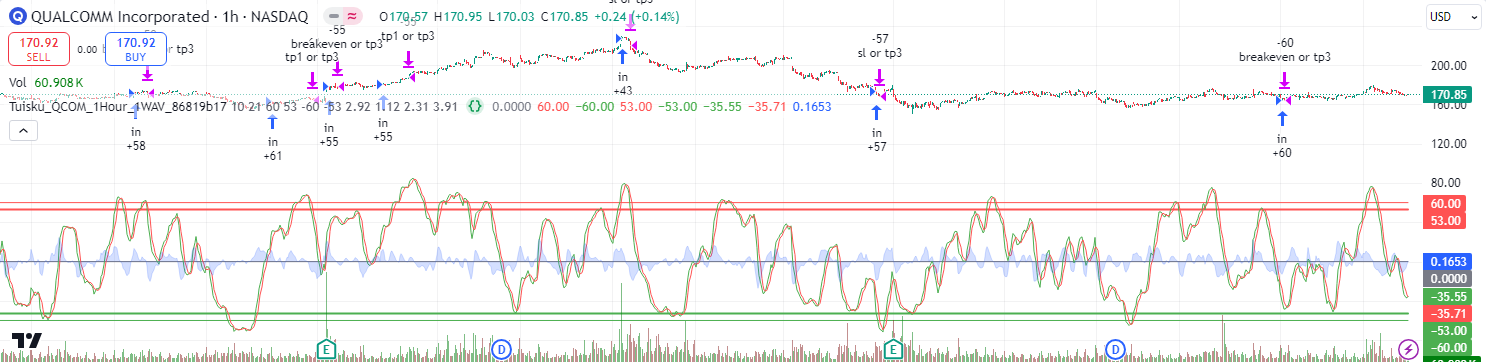 QUALCOMM Incorporated · 1h · NASDAQ
O170.57 H170.95 L170.03 C170.85 +0.24 (+0.14%)
USD
170.92
SELL
0.00
170.92
BUY
or tp3
-55
breakeven or tp3
tp1 or tp3
-55
tp1 or tp3
sl or tp3
-57
sl or tp3
-60
breakeven or tp3
Vol 60.908 K
200.00
170.85
160.00
120.00
80.00
Tuisku_QCOM_1Hour_4WAV_86819b17 10 21 60 53 -60 -53 2.92 1.12 2.31 3.91 0.0000 60.00 −60.00 53.00 −53.00 −35.55 −35.71 0.1653
in
+58
in
+61
in
+55
in
+55
in
+43
in
+57
in
+60
60.00
53.00
0.1653
0.0000
−35.55
−35.71
−53.00
−60.00
E
D
E
D